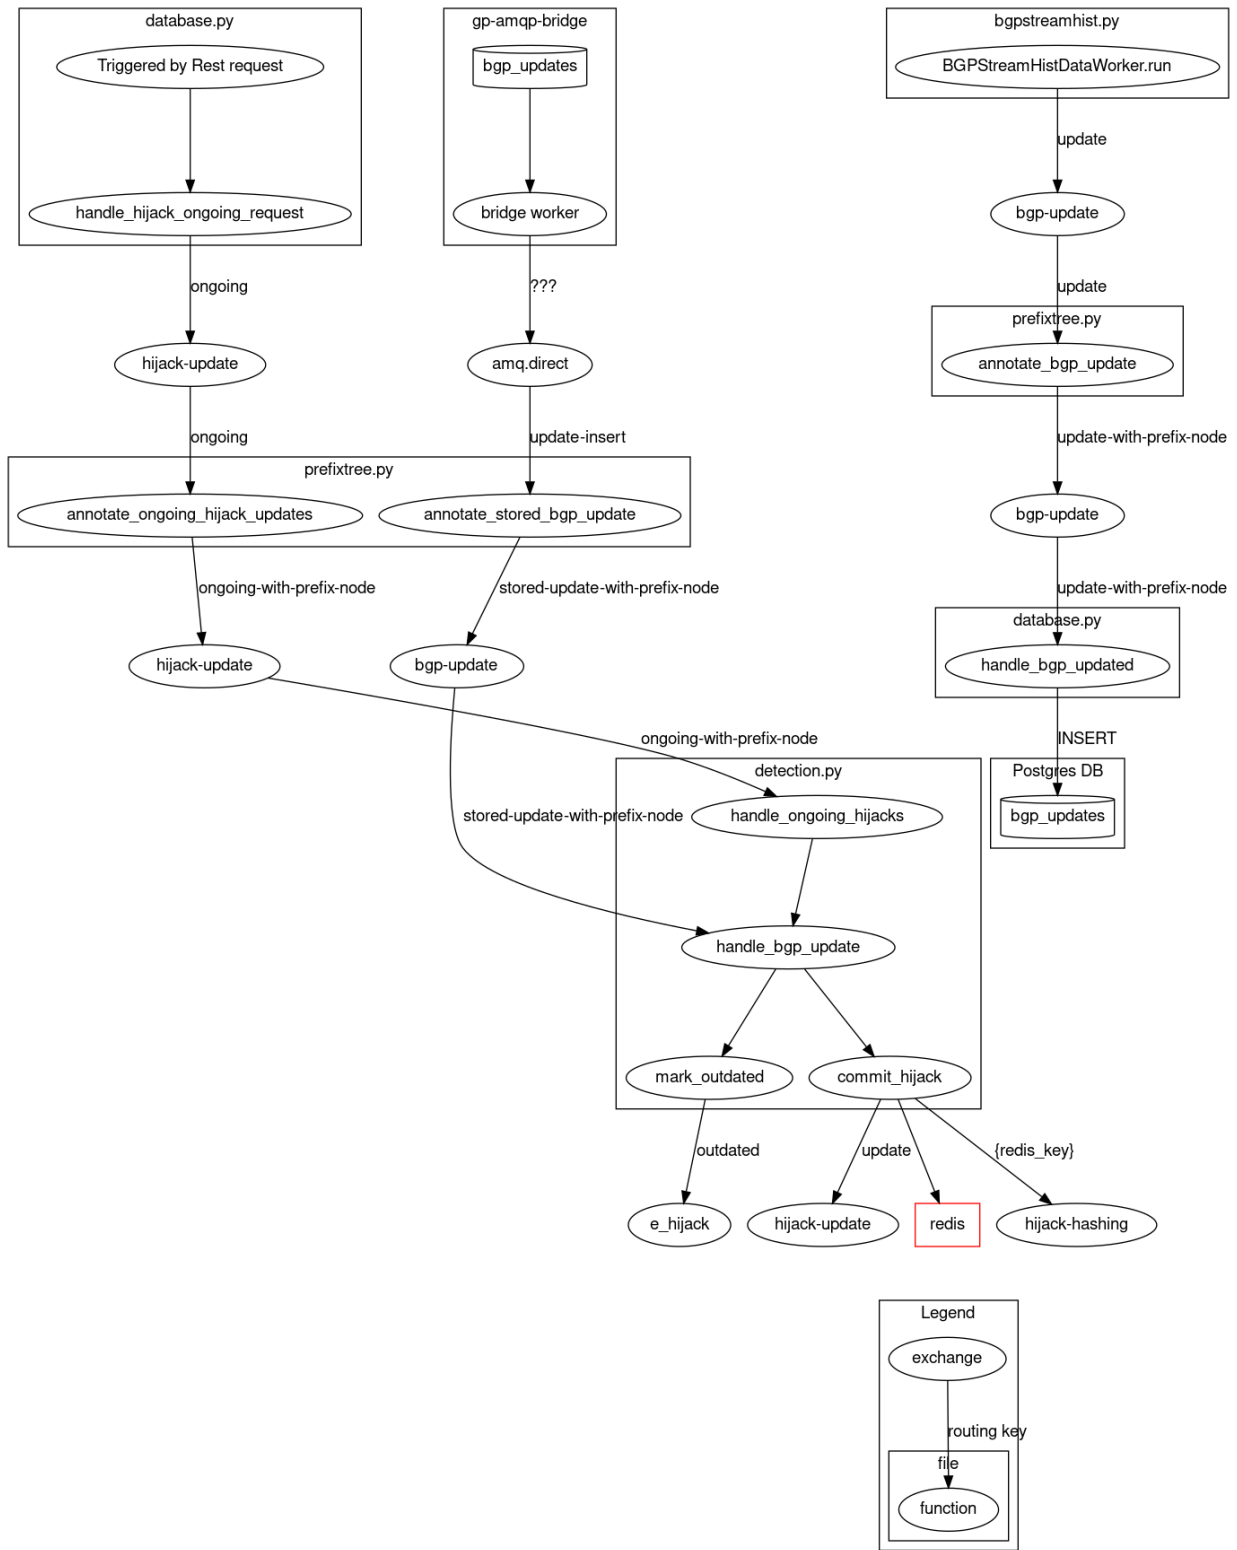 database.py
gp-amqp-bridge
bgpstreamhist.py
Triggered by Rest request
bgp_updates
BGPStreamHistDataWorker.run
update
handle_hijack_ongoing_request
bridge worker
bgp-update
ongoing
???
update
prefixtree.py
hijack-update
amq.direct
annotate_bgp_update
ongoing
update-insert
update-with-prefix-node
prefixtree.py
annotate_ongoing_hijack_updates
annotate_stored_bgp_update
bgp-update
ongoing-with-prefix-node
stored-update-with-prefix-node
update-with-prefix-node
database.py
hijack-update
bgp-update
handle_bgp_updated
ongoing-with-prefix-node
INSERT
detection.py
Postgres DB
stored-update-with-prefix-node
handle_ongoing_hijacks
bgp_updates
handle_bgp_update
mark_outdated
commit_hijack
outdated
update
{redis_key}
e_hijack
hijack-update
redis
hijack-hashing
Legend
exchange
routing key
file
function